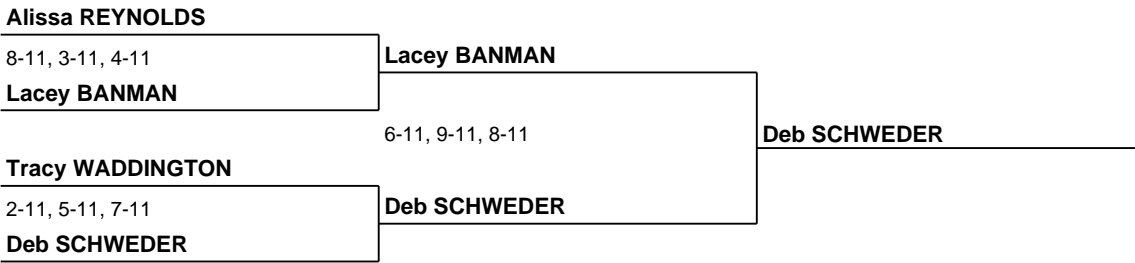 Alissa REYNOLDS
8-11, 3-11, 4-11
Lacey BANMAN
Lacey BANMAN
6-11, 9-11, 8-11
Deb SCHWEDER
Tracy WADDINGTON
2-11, 5-11, 7-11
Deb SCHWEDER
Deb SCHWEDER